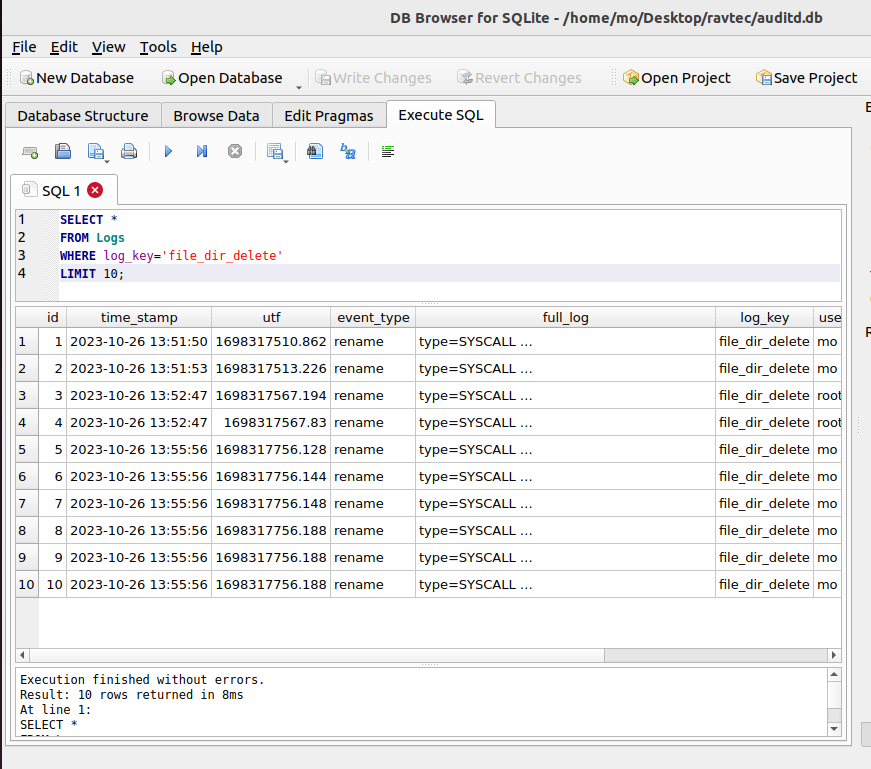 DB Browser for SQLite - /home/mo/Desktop/ravtec/auditd.db
File Edit View Tools Help
New Database Open Database Write Changes Revert Changes Open Project Save Project
Database Structure Browse Data Edit Pragmas Execute SQL
SQL 1
1 SELECT *
2 FROM Logs
3 WHERE log_key='file_dir_delete'
4 LIMIT 10;
id time_stamp utf event_type full_log log_key use
1 1 2023-10-26 13:51:50 1698317510.862 rename type=SYSCALL ... file_dir_delete mo
2 2 2023-10-26 13:51:53 1698317513.226 rename type=SYSCALL ... file_dir_delete mo
3 3 2023-10-26 13:52:47 1698317567.194 rename type=SYSCALL ... file_dir_delete root
4 4 2023-10-26 13:52:47 1698317567.83 rename type=SYSCALL ... file_dir_delete root
5 5 2023-10-26 13:55:56 1698317756.128 rename type=SYSCALL ... file_dir_delete mo
6 6 2023-10-26 13:55:56 1698317756.144 rename type=SYSCALL ... file_dir_delete mo
7 7 2023-10-26 13:55:56 1698317756.148 rename type=SYSCALL ... file_dir_delete mo
8 8 2023-10-26 13:55:56 1698317756.188 rename type=SYSCALL ... file_dir_delete mo
9 9 2023-10-26 13:55:56 1698317756.188 rename type=SYSCALL ... file_dir_delete mo
10 10 2023-10-26 13:55:56 1698317756.188 rename type=SYSCALL ... file_dir_delete mo
Execution finished without errors.
Result: 10 rows returned in 8ms
At line 1:
SELECT *